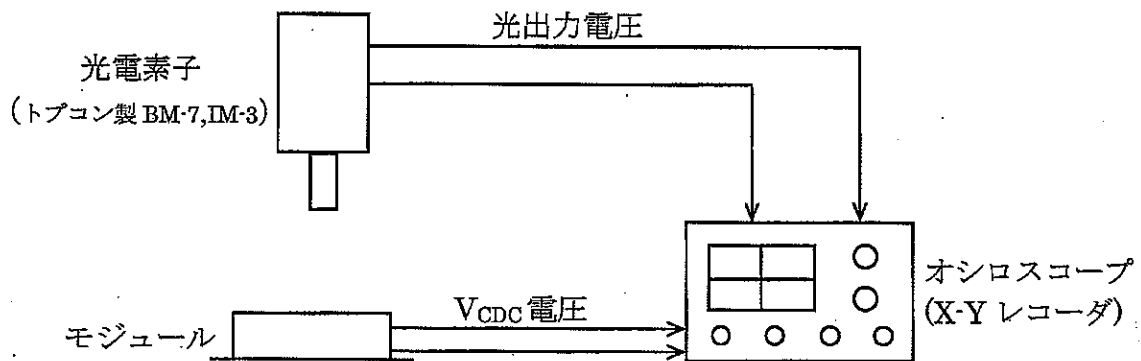 光出力電圧
光電素子
（トプコン製 BM-7,IM-3）
オシロスコープ
(X-Y レコーダ)
VCDC 電圧
モジュール